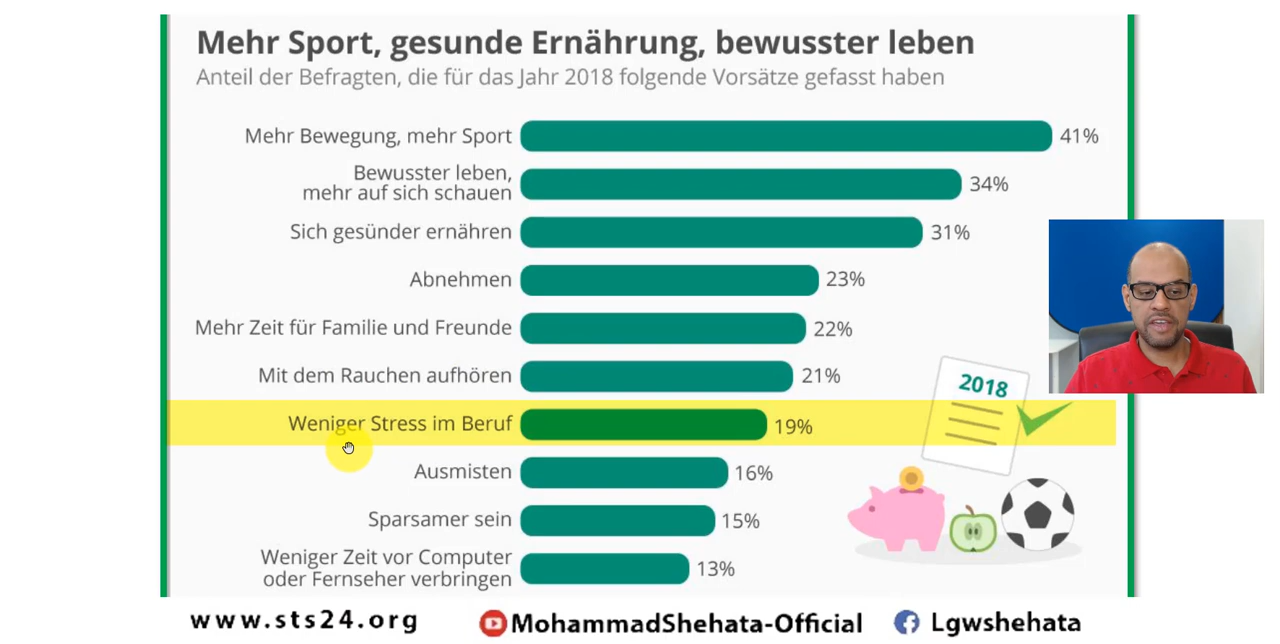 Mehr Sport, gesunde Ernährung, bewusster leben
Anteil der Befragten, die für das Jahr 2018 folgende Vorsätze gefasst haben
Mehr Bewegung, mehr Sport 41%
Bewusster leben,
mehr auf sich schauen 34%
Sich gesünder ernähren 31%
Abnehmen 23%
Mehr Zeit für Familie und Freunde 22%
Mit dem Rauchen aufhören 21%
2018
Weniger Stress im Beruf 19%
Ausmisten 16%
Sparsamer sein 15%
Weniger Zeit vor Computer
oder Fernseher verbringen 13%
www.sts24.org MohammadShehata-Official Lgwshehata